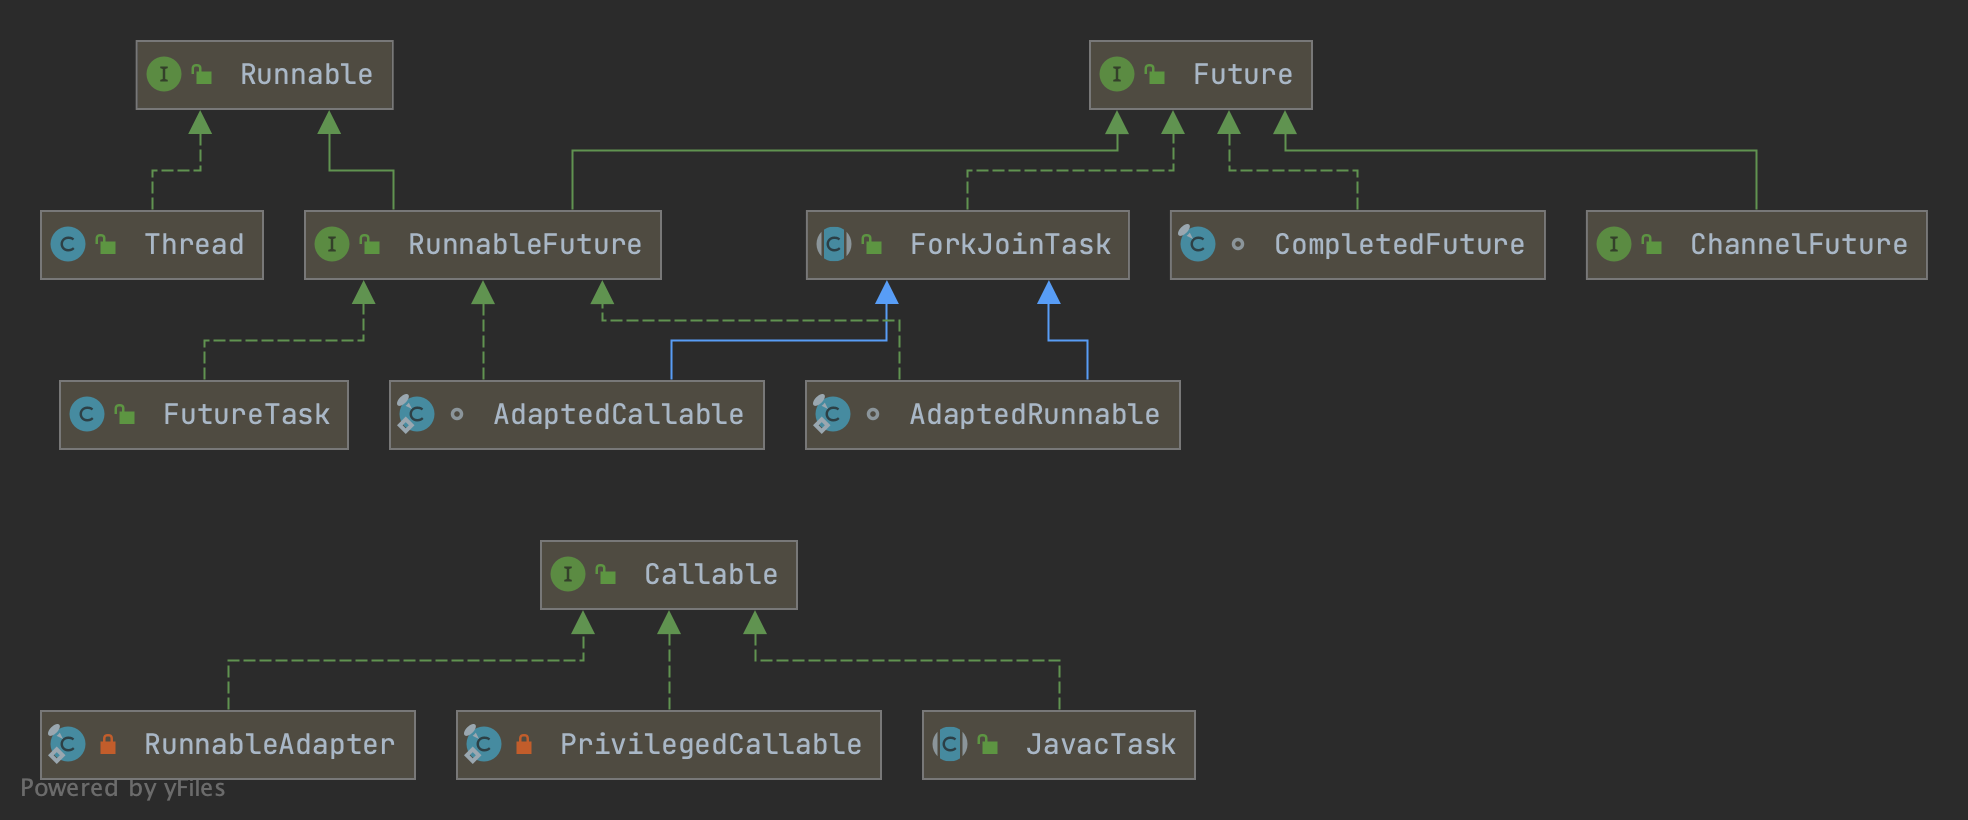 Runnable
Future
Thread
RunnableFuture
ForkJoinTask
CompletedFuture
ChannelFuture
FutureTask
AdaptedCallable
AdaptedRunnable
Callable
RunnableAdapter
PrivilegedCallable
JavacTask
Powered by yFiles